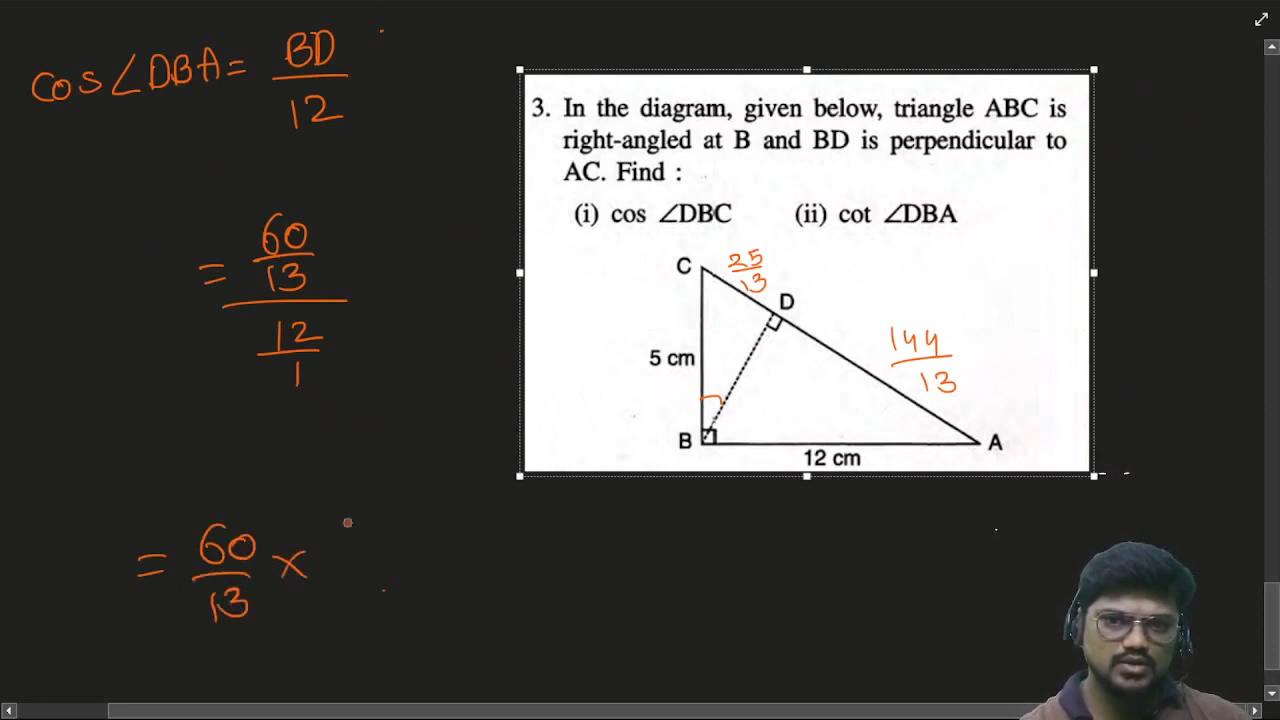 cos∠DBA = BD/12
= 60/13 / 12/1
= 60/13 ×
3. In the diagram, given below, triangle ABC is
right-angled at B and BD is perpendicular to
AC. Find :
(i) cos ∠DBC (ii) cot ∠DBA
C 25/13
D
144/13
5 cm
B A
12 cm